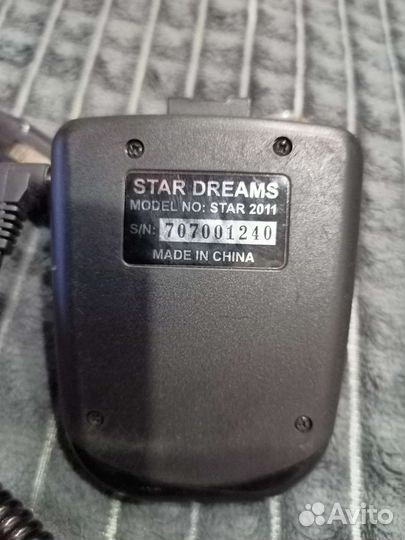 STAR DREAMS
MODEL NO: STAR 2011
S/N: 707001240
MADE IN CHINA
Avito